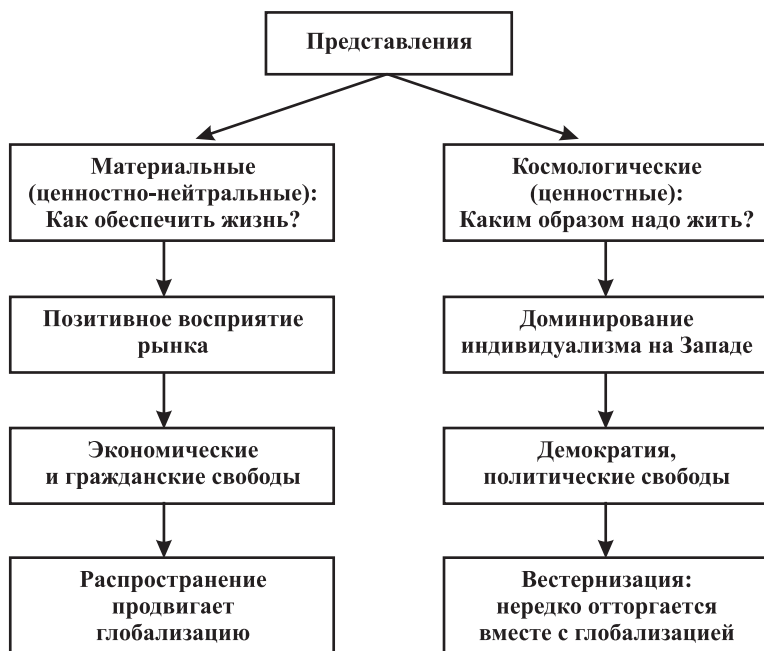 Представления
Материальные
(ценностно-нейтральные):
Как обеспечить жизнь?
Позитивное восприятие
рынка
Экономические
и гражданские свободы
Распространение
продвигает
глобализацию
Космологические
(ценностные):
Каким образом надо жить?
Доминирование
индивидуализма на Западе
Демократия,
политические свободы
Вестернизация:
нередко отторгается
вместе с глобализацией